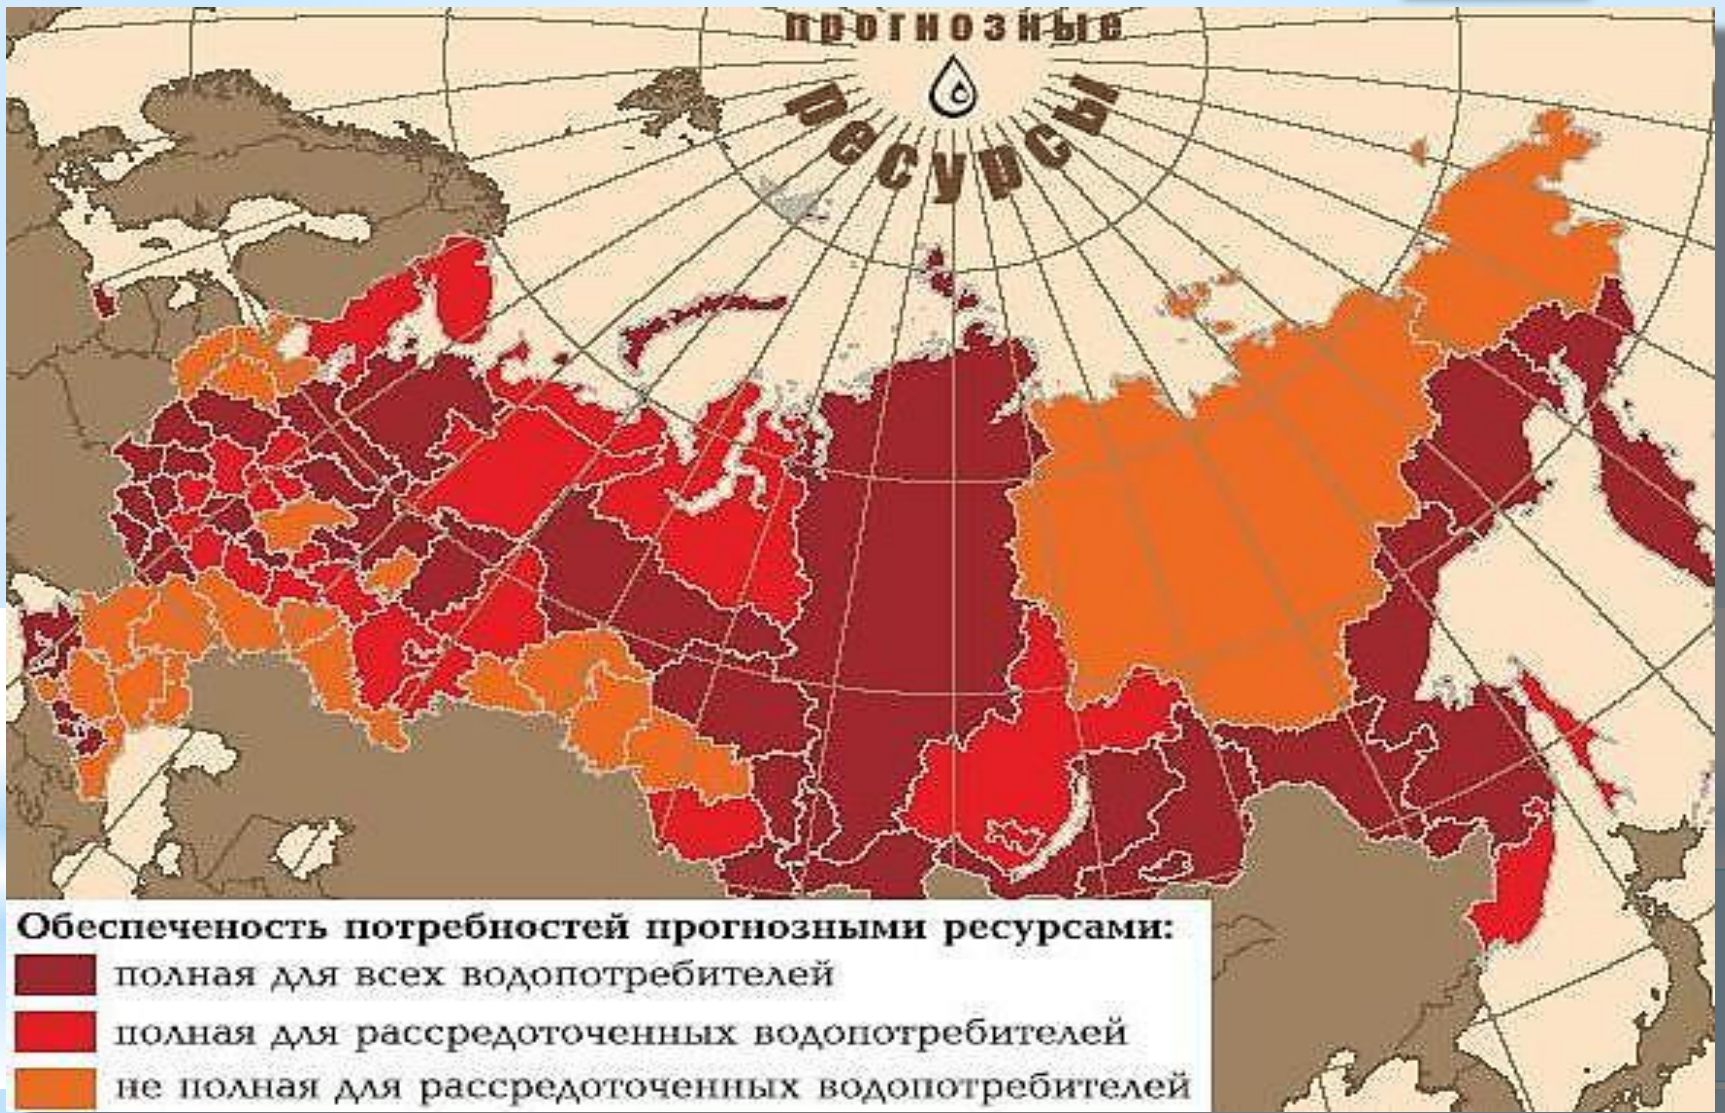 прогнозные
ресурсы
Обеспеченость потребностей прогнозными ресурсами:
полная для всех водопотребителей
полная для рассредоточенных водопотребителей
не полная для рассредоточенных водопотребителей